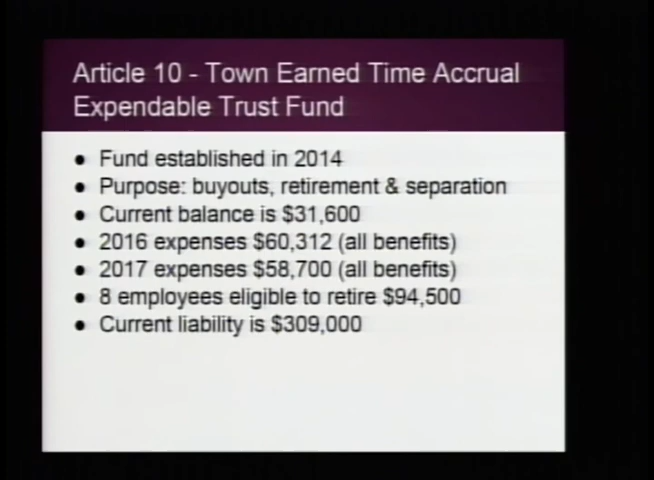 Article 10 - Town Earned Time Accrual
Expendable Trust Fund
● Fund established in 2014
● Purpose: buyouts, retirement & separation
● Current balance is $31,600
● 2016 expenses $60,312 (all benefits)
● 2017 expenses $58,700 (all benefits)
● 8 employees eligible to retire $94,500
● Current liability is $309,000